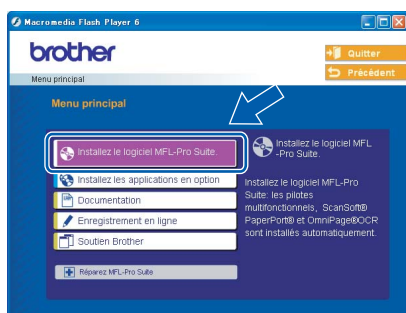 Macromedia Flash Player 6
brother
Quitter
Précédent
Menu principal
Menu principal
Installez le logiciel MFL-Pro Suite.
Installez les applications en option
Documentation
Enregistrement en ligne
Soutien Brother
Réparez MFL-Pro Suite
Installez le logiciel MFL
-Pro Suite.
Installez le logiciel MFL-Pro
Suite: les pilotes
multifonctionnels, ScanSoft®
PaperPort® et OmniPage®OCR
sont installés automatiquement.